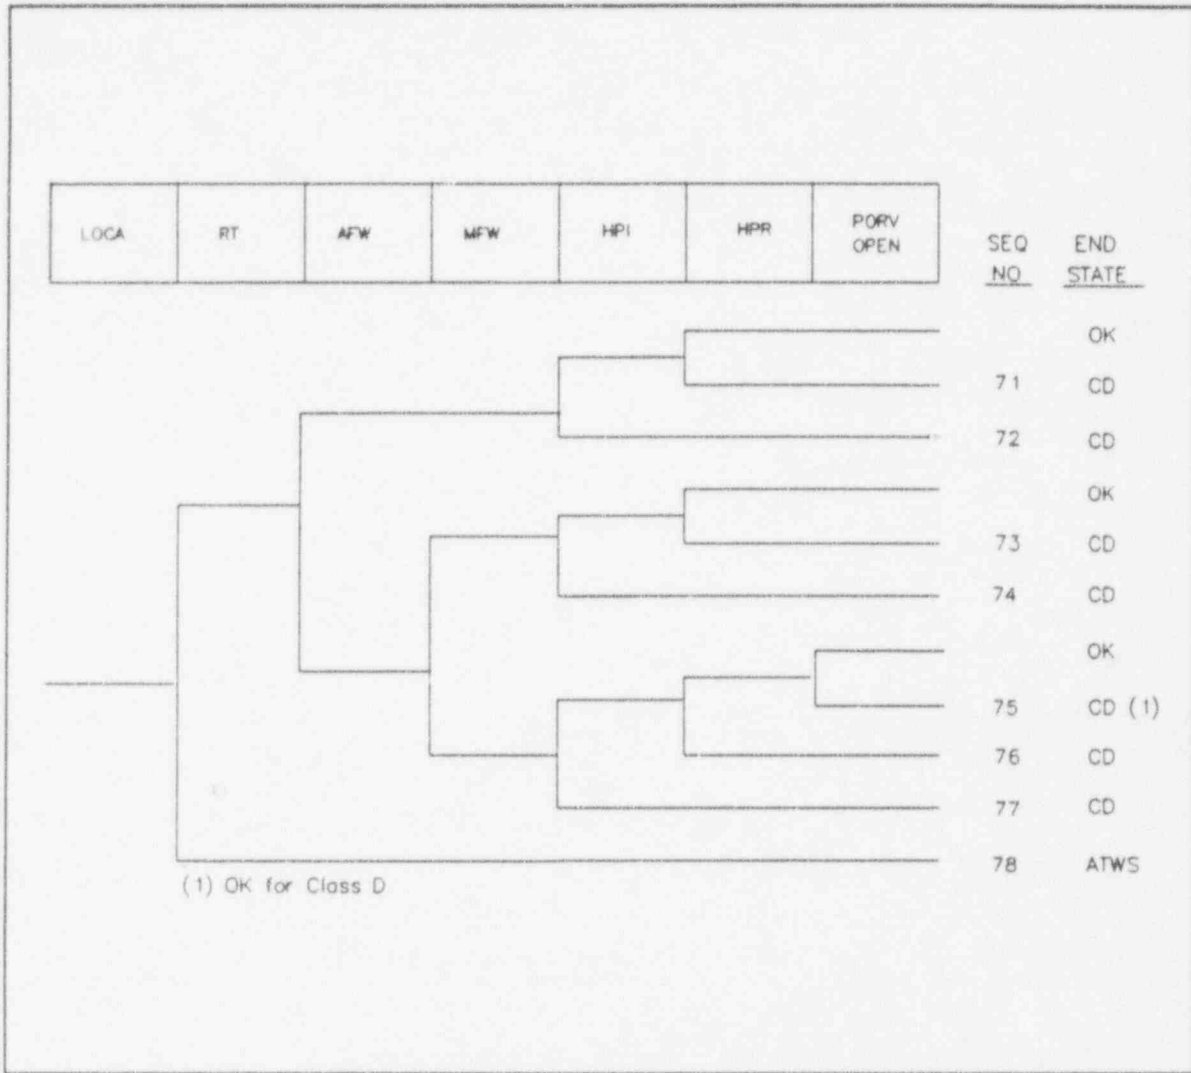 LOCA RT AFW MFW HPI HPR PORV OPEN
SEQ NO END STATE
OK
71 CD
72 CD
OK
73 CD
74 CD
OK
75 CD (1)
76 CD
77 CD
78 ATWS
(1) OK for Class D